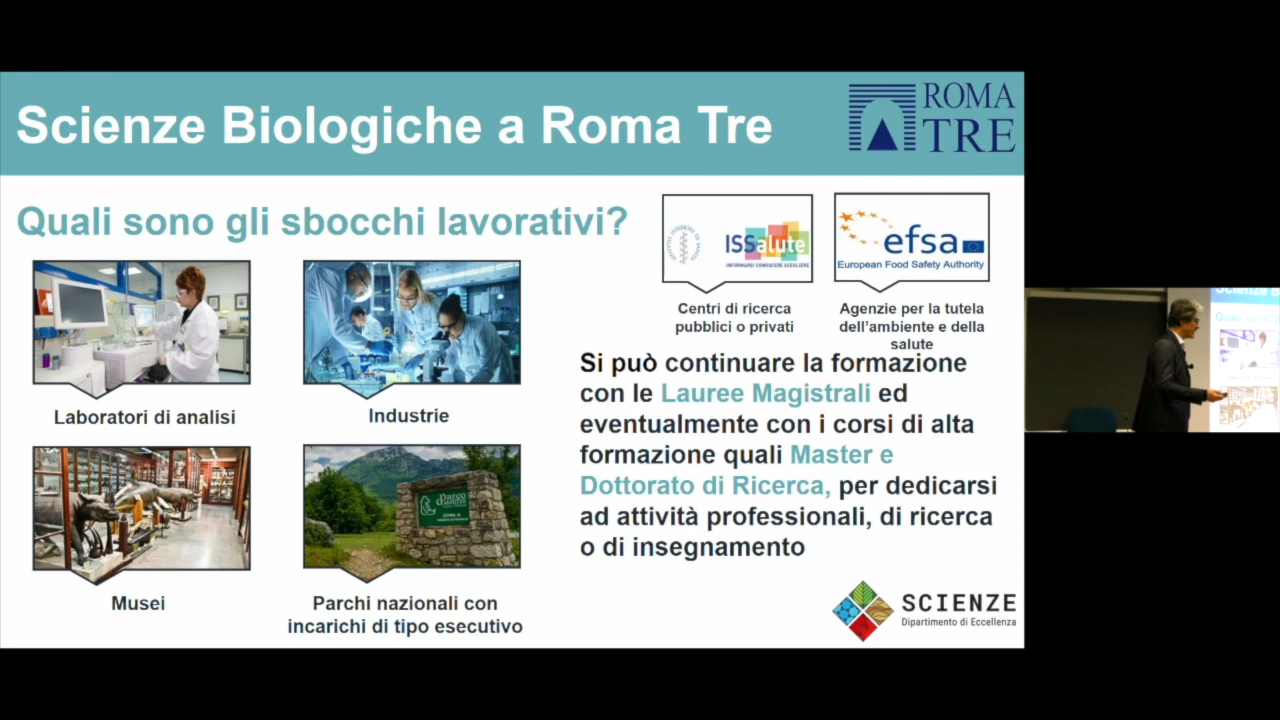 Scienze Biologiche a Roma Tre
ROMA
TRE
Quali sono gli sbocchi lavorativi?
ISSalute
INFORMARSI CONOSCERE SCEGLIERE
efsa
European Food Safety Authority
Centri di ricerca
pubblici o privati
Agenzie per la tutela
dell'ambiente e della
salute
Laboratori di analisi
Industrie
Si può continuare la formazione
con le Lauree Magistrali ed
eventualmente con i corsi di alta
formazione quali Master e
Dottorato di Ricerca, per dedicarsi
ad attività professionali, di ricerca
o di insegnamento
Parco
Musei
Parchi nazionali con
incarichi di tipo esecutivo
SCIENZE
Dipartimento di Eccellenza